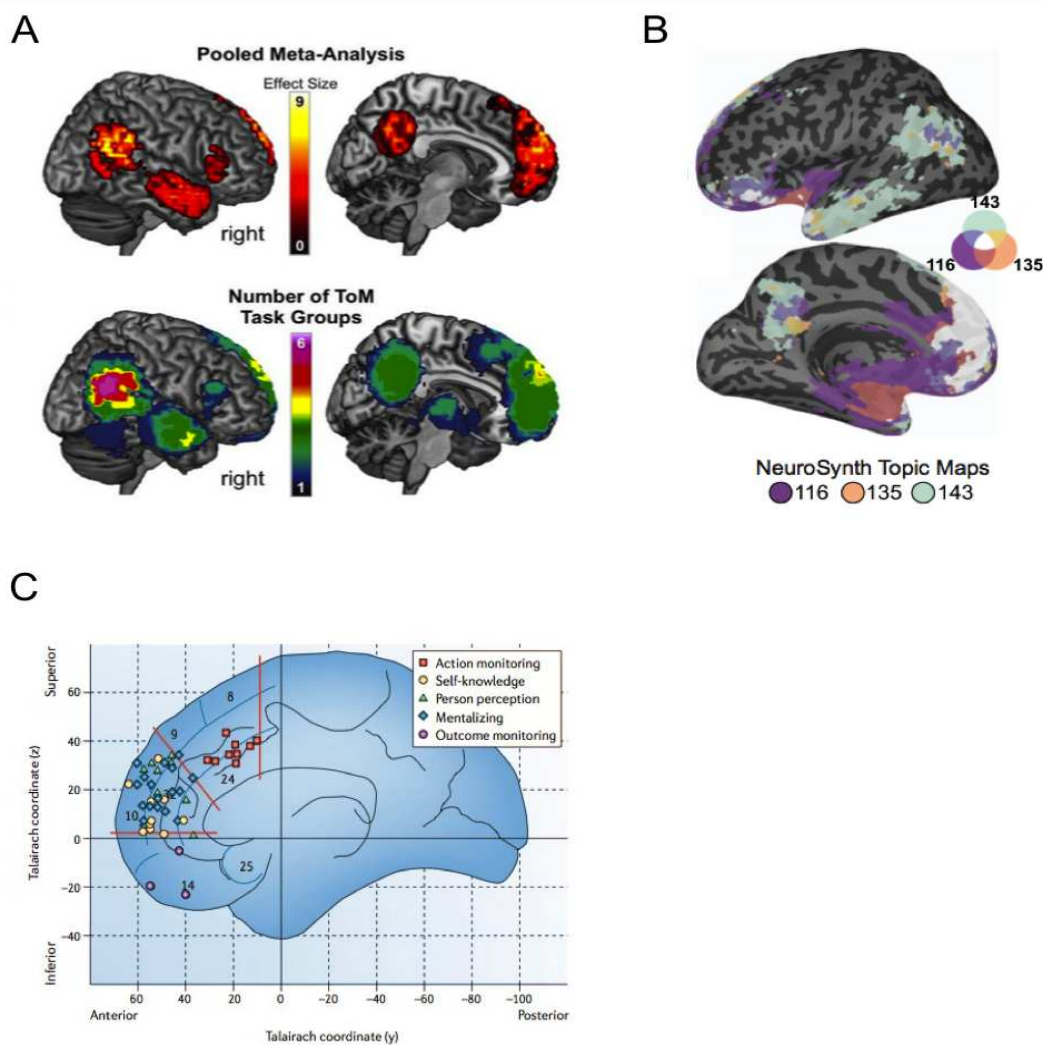 A
Pooled Meta-Analysis
Effect Size
9
0
right
Number of ToM
Task Groups
6
1
right
B
143
116
135
NeuroSynth Topic Maps
116 135 143
C
Superior
Talairach coordinate (z)
Inferior
60
40
20
0
−20
−40
8
9
24
10
25
14
Action monitoring
Self-knowledge
Person perception
Mentalizing
Outcome monitoring
60 40 20 0 −20 −40 −60 −80 −100
Anterior Posterior
Talairach coordinate (y)